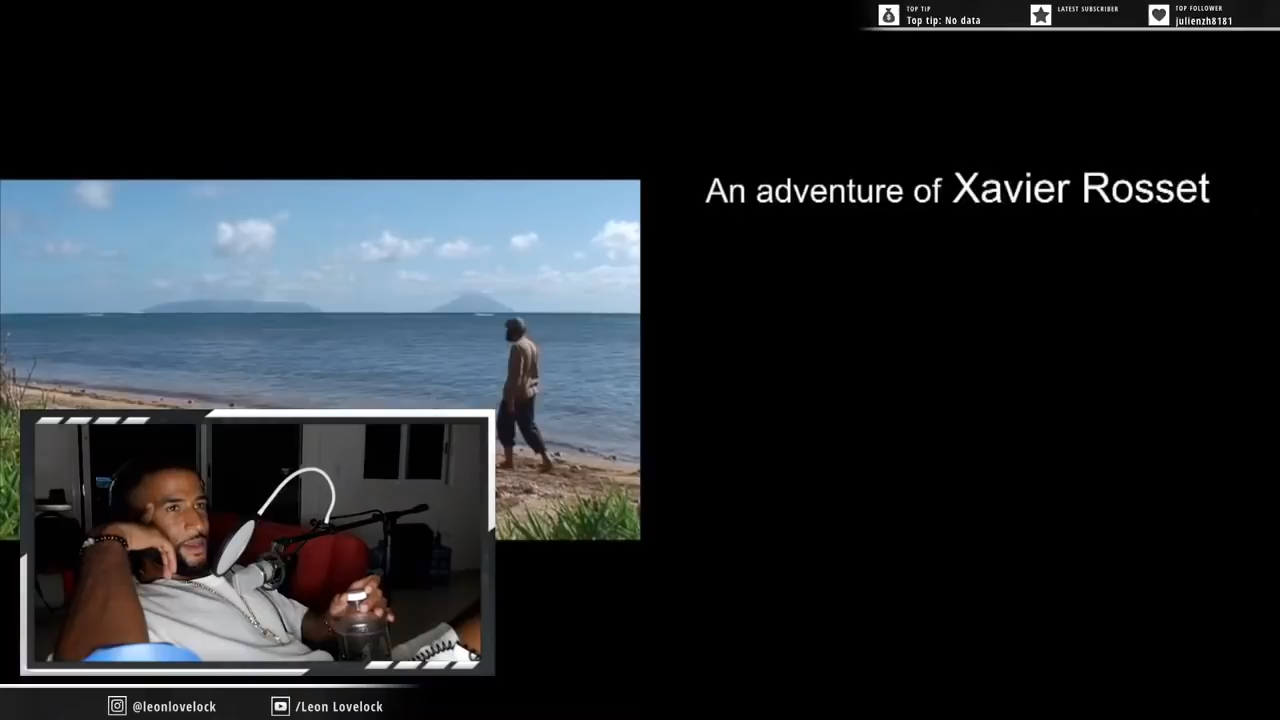 TOP TIP
Top tip: No data
LATEST SUBSCRIBER
TOP FOLLOWER
julienzh8181
An adventure of Xavier Rosset
@leonlovelock
/Leon Lovelock